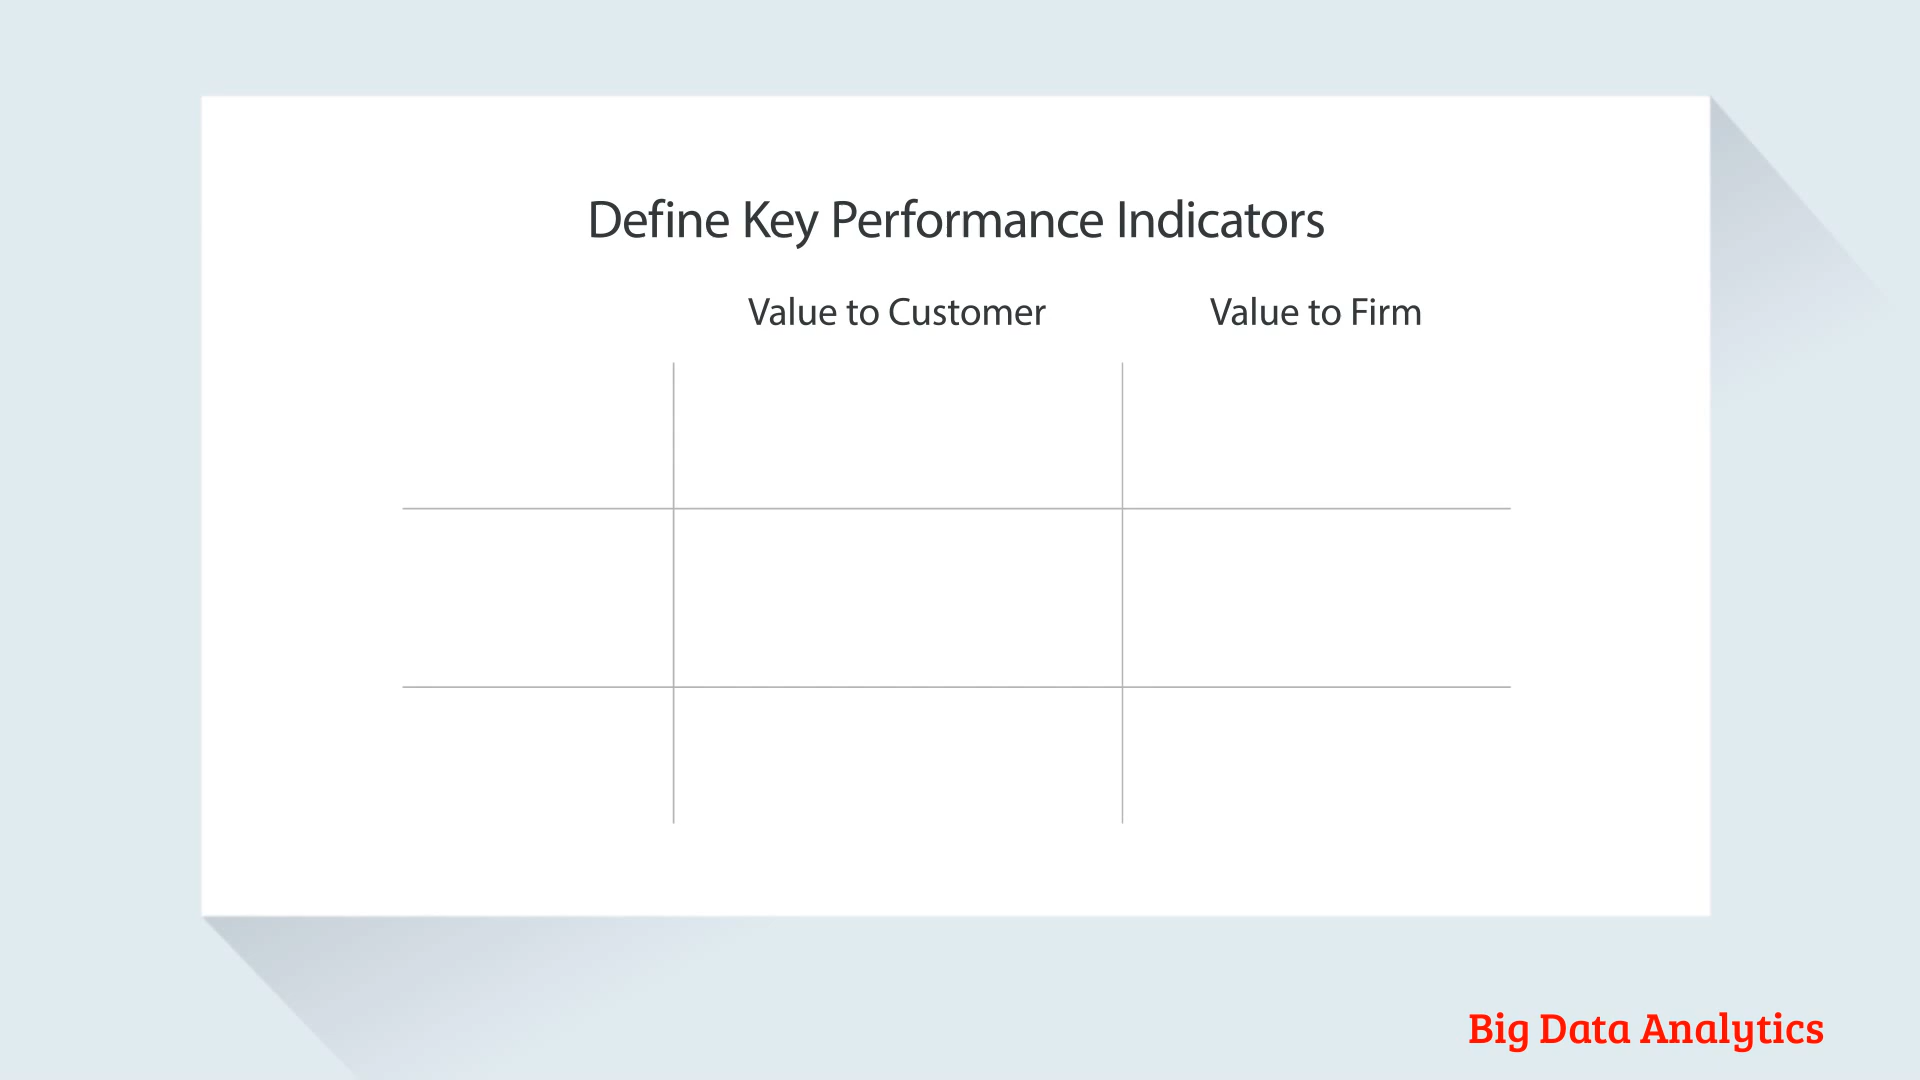 Define Key Performance Indicators
Value to Customer Value to Firm
Big Data Analytics